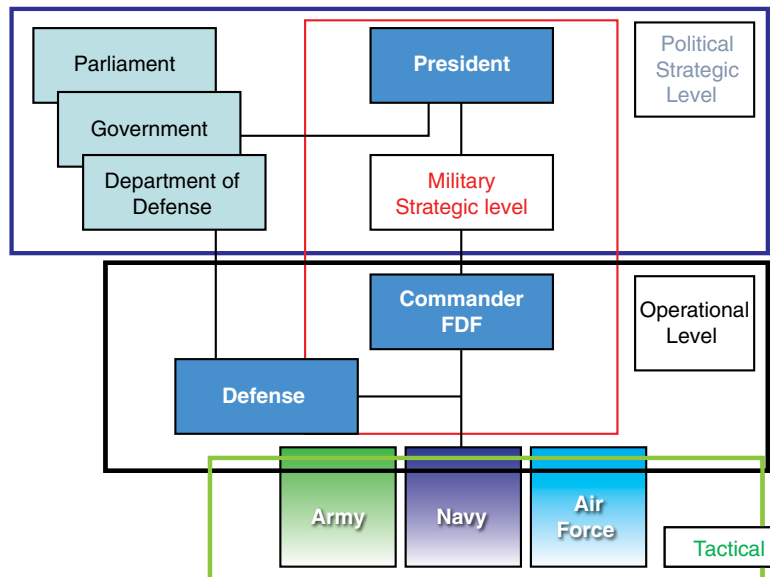 Parliament
President
Political
Strategic
Level
Government
Department of
Defense
Military
Strategic level
Commander
FDF
Operational
Level
Defense
Army
Navy
Air
Force
Tactical